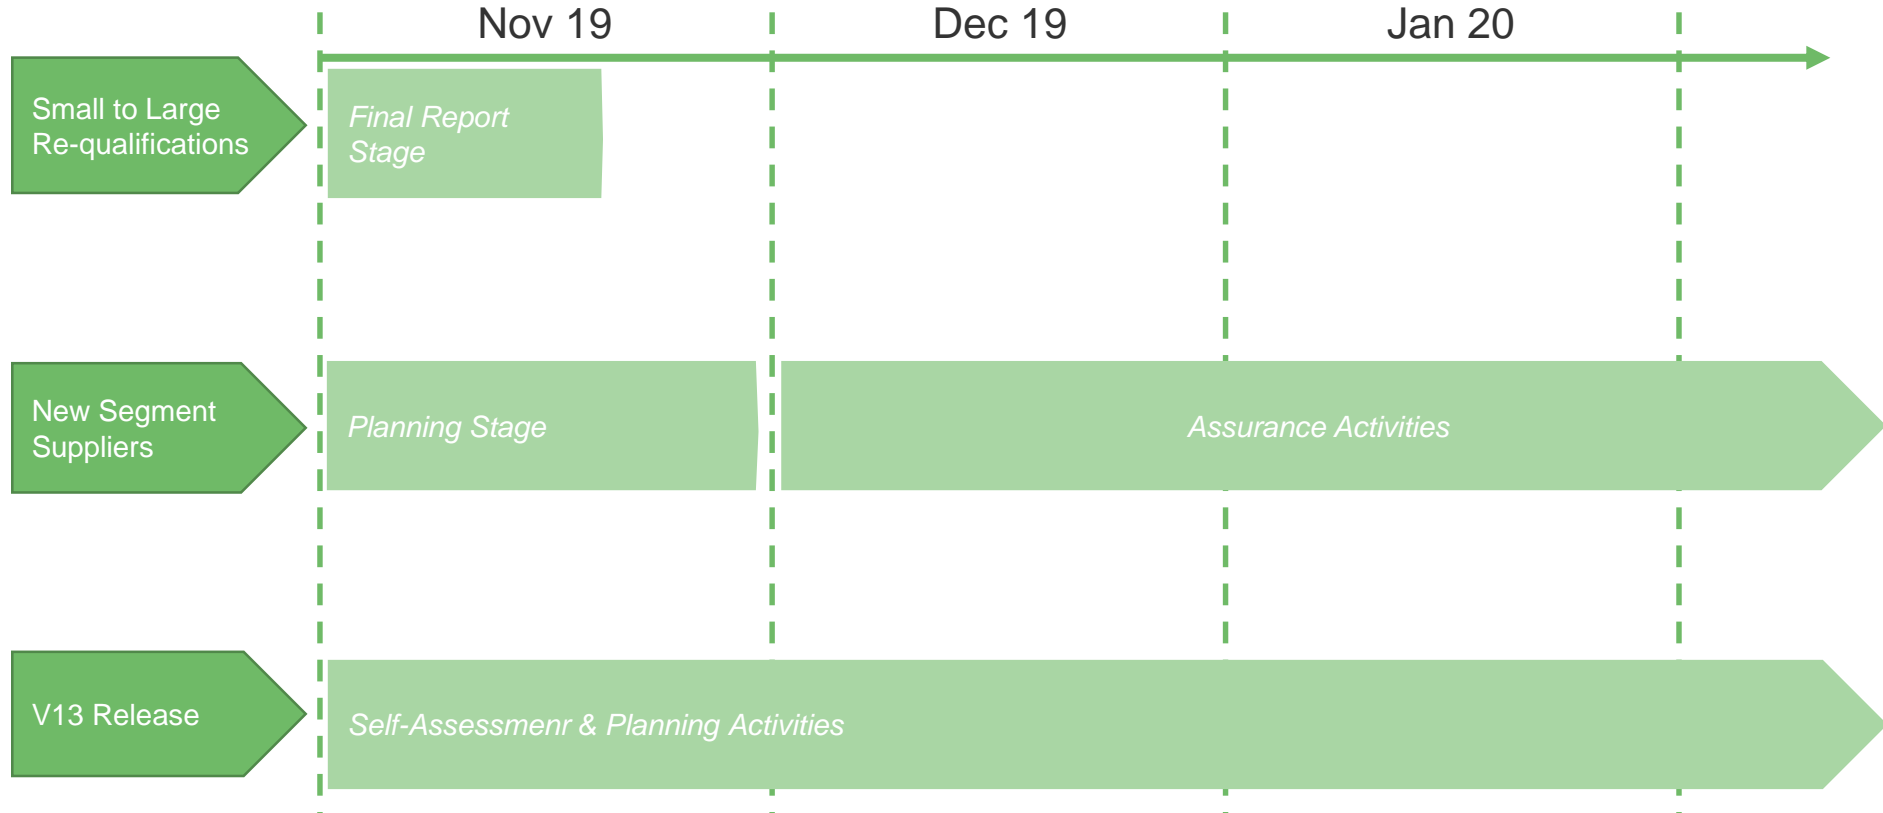 Nov 19
Dec 19
Jan 20
Small to Large
Re-qualifications
Final Report
Stage
New Segment
Suppliers
Planning Stage
Assurance Activities
V13 Release
Self-Assessmenr & Planning Activities